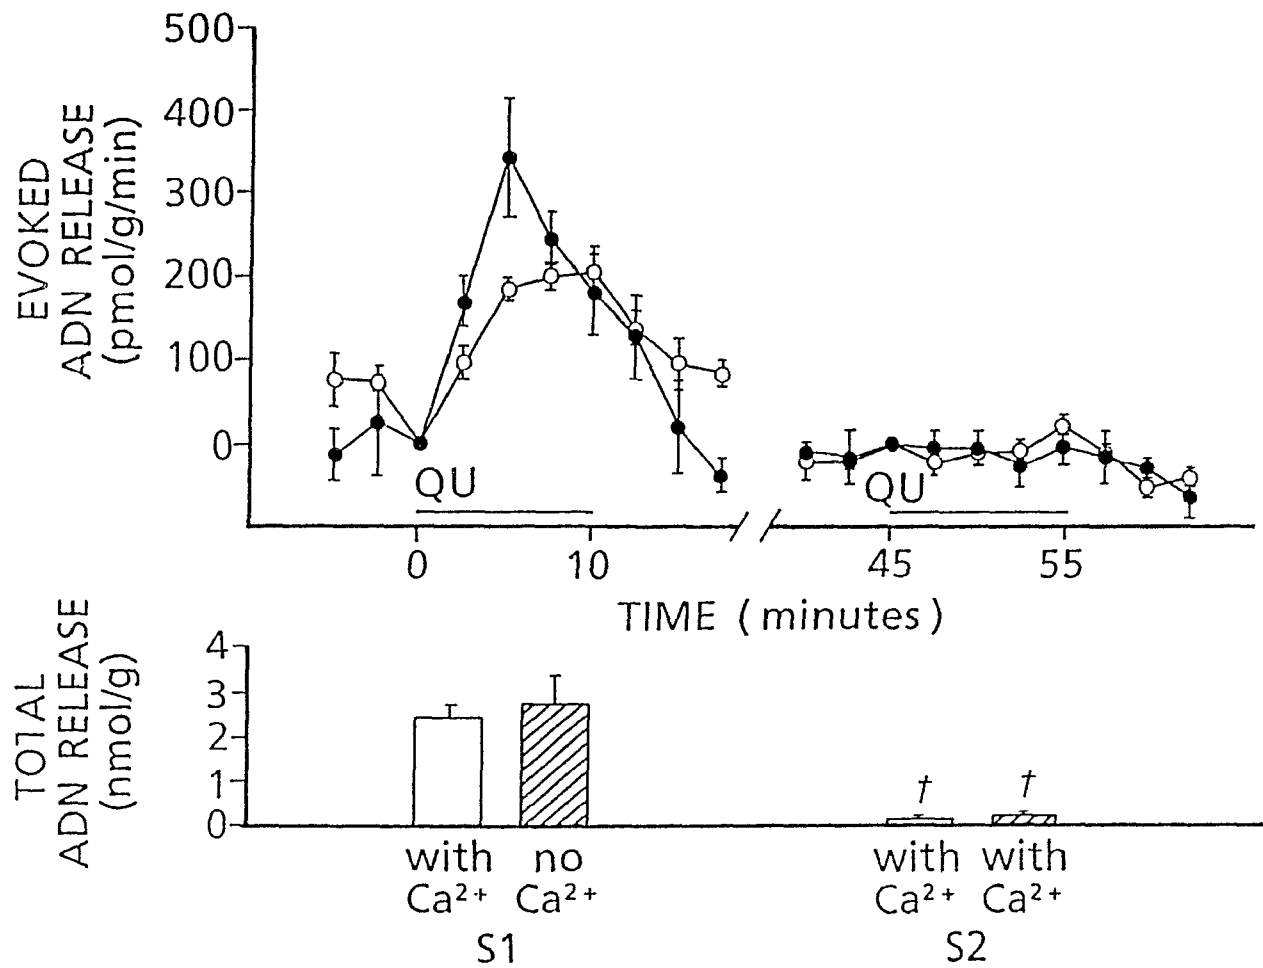 500
400
300
200
100
0
EVOKED
ADN RELEASE
(pmol/g/min)
QU
QU
0
10
45
55
TIME (minutes)
4
3
2
1
0
TOTAL
ADN RELEASE
(nmol/g)
†
†
with
Ca²⁺
no
Ca²⁺
with
Ca²⁺
with
Ca²⁺
S1
S2